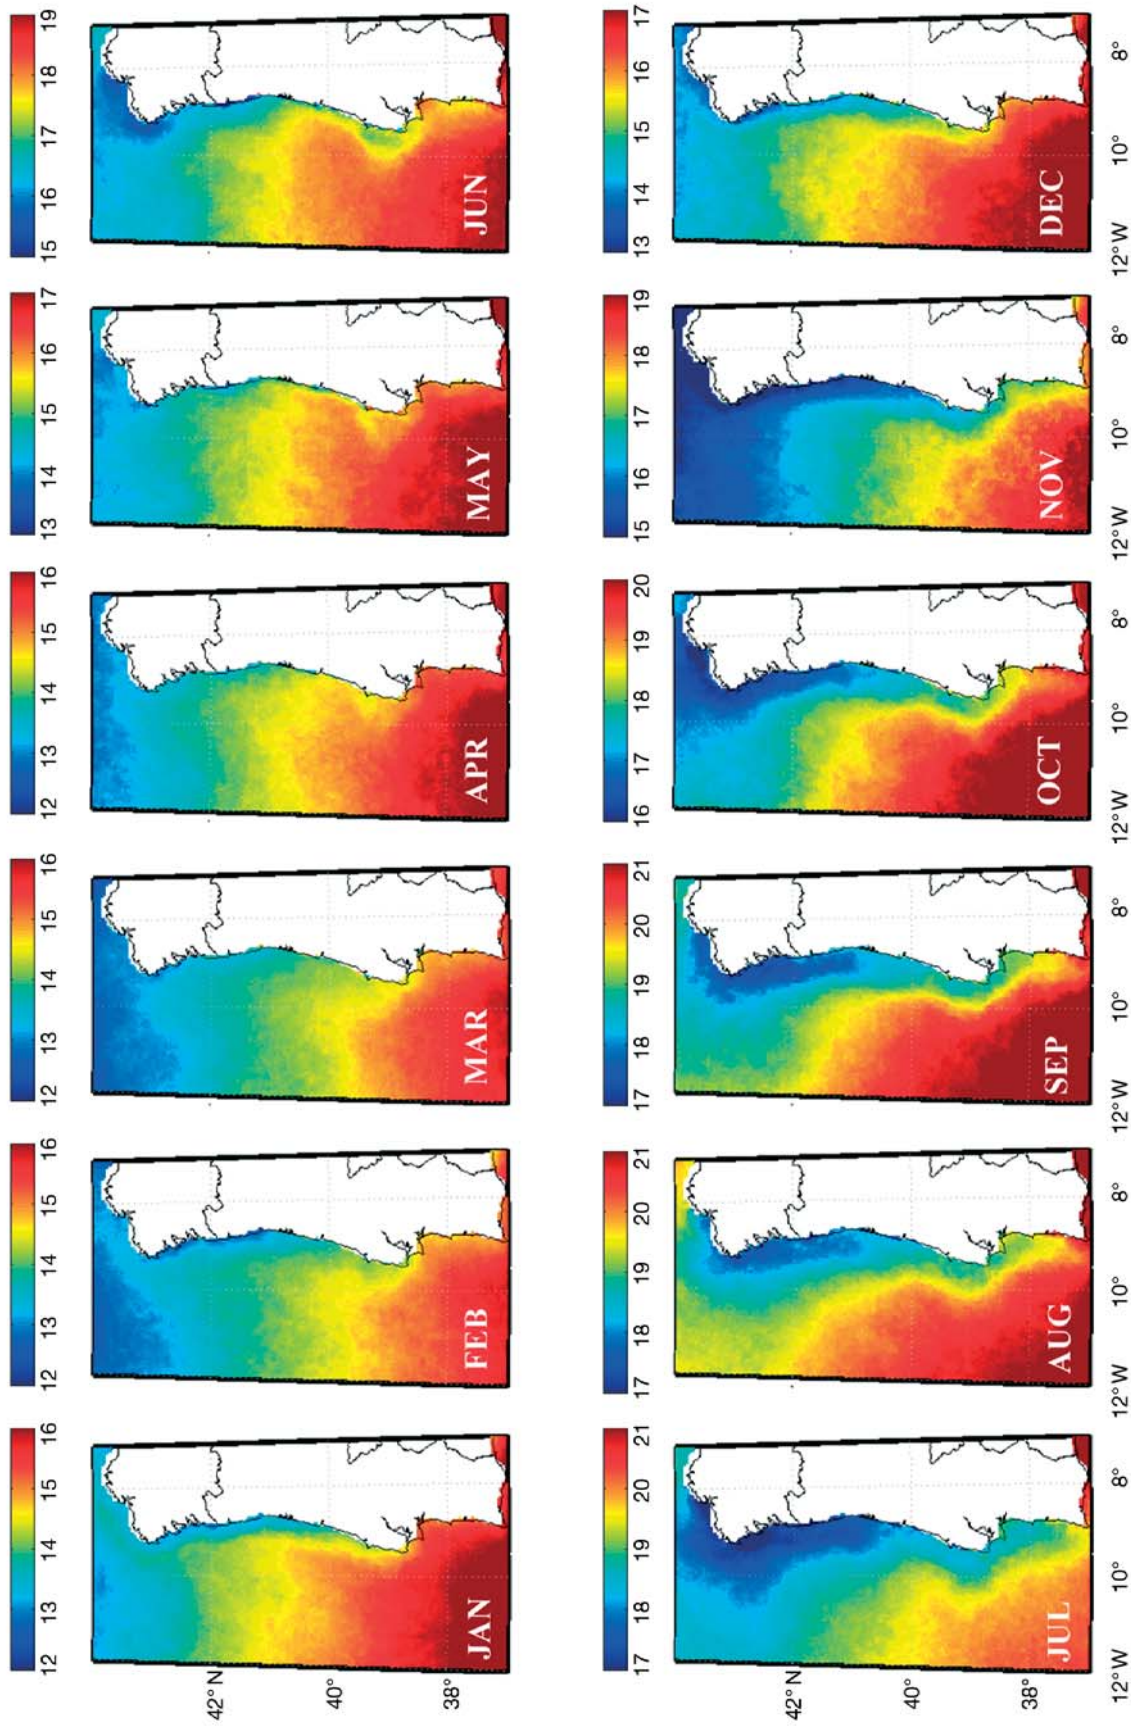 12 13 14 15 16 12 13 14 15 16 12 13 14 15 16 12 13 14 15 16 13 14 15 16 17 15 16 17 18 19
42° N
40°
38°
JAN FEB MAR APR MAY JUN
17 18 19 20 21 17 18 19 20 21 17 18 19 20 21 16 17 18 19 20 15 16 17 18 19 13 14 15 16 17
42° N
40°
38°
JUL AUG SEP OCT NOV DEC
12°W 10° 8° 12°W 10° 8° 12°W 10° 8° 12°W 10° 8° 12°W 10° 8° 12°W 10° 8°